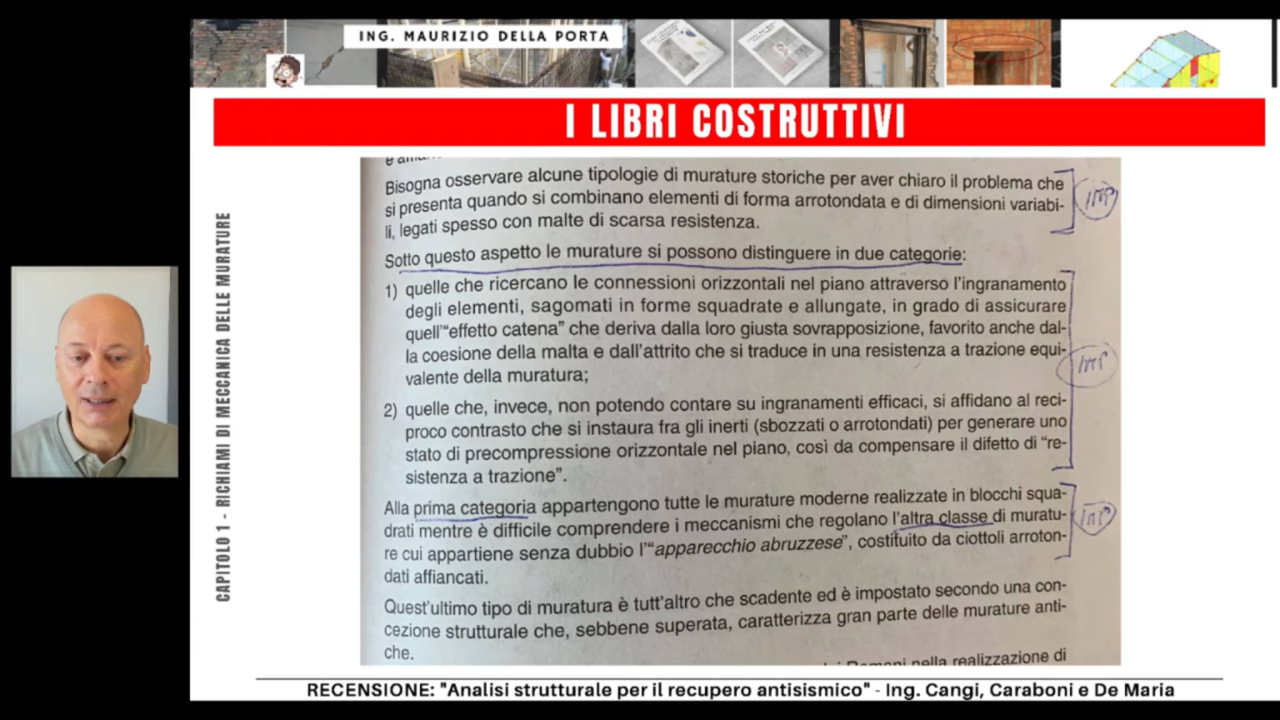 ING. MAURIZIO DELLA PORTA
I LIBRI COSTRUTTIVI
CAPITOLO 1 - RICHIAMI DI MECCANICA DELLE MURATURE
Bisogna osservare alcune tipologie di murature storiche per aver chiaro il problema che
si presenta quando si combinano elementi di forma arrotondata e di dimensioni variabi-
li, legati spesso con malte di scarsa resistenza.
IMP
Sotto questo aspetto le murature si possono distinguere in due categorie:
1) quelle che ricercano le connessioni orizzontali nel piano attraverso l'ingranamento
degli elementi, sagomati in forme squadrate e allungate, in grado di assicurare
quell'"effetto catena" che deriva dalla loro giusta sovrapposizione, favorito anche dal-
la coesione della malta e dall'attrito che si traduce in una resistenza a trazione equi-
valente della muratura;
IMP
2) quelle che, invece, non potendo contare su ingranamenti efficaci, si affidano al reci-
proco contrasto che si instaura fra gli inerti (sbozzati o arrotondati) per generare uno
stato di precompressione orizzontale nel piano, così da compensare il difetto di "re-
sistenza a trazione".
Alla prima categoria appartengono tutte le murature moderne realizzate in blocchi squa-
drati mentre è difficile comprendere i meccanismi che regolano l'altra classe di muratu-
re cui appartiene senza dubbio l'"apparecchio abruzzese", costituito da ciottoli arroton-
dati affiancati.
IMP
Quest'ultimo tipo di muratura è tutt'altro che scadente ed è impostato secondo una con-
cezione strutturale che, sebbene superata, caratterizza gran parte delle murature anti-
che.
Romani nella realizzazione di
RECENSIONE: "Analisi strutturale per il recupero antisismico" - Ing. Cangi, Caraboni e De Maria